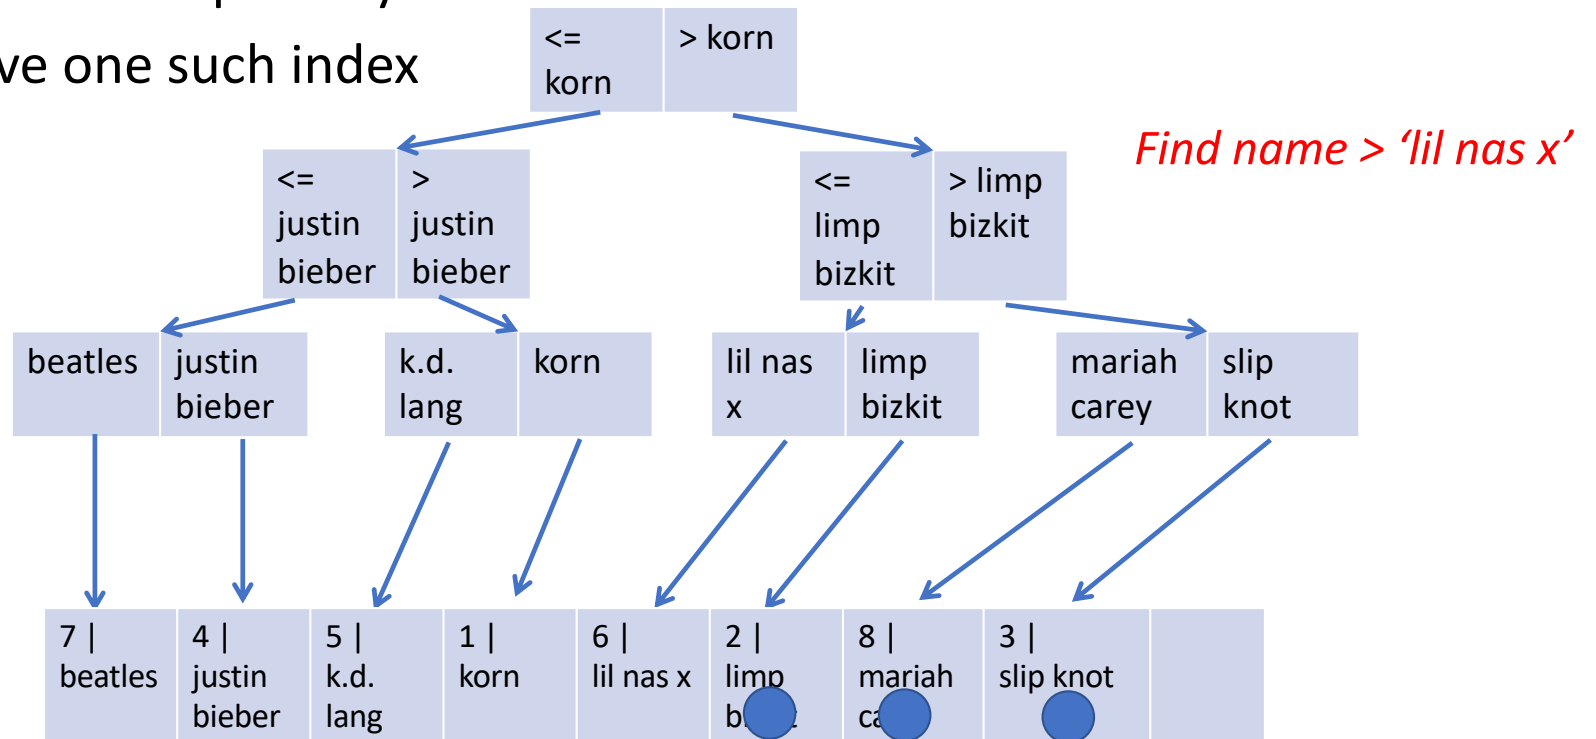 ve one such index
<=
korn
> korn
Find name > ‘lil nas x’
<=
justin
bieber
>
justin
bieber
<=
limp
bizkit
> limp
bizkit
beatles
justin
bieber
k.d.
lang
korn
lil nas
x
limp
bizkit
mariah
carey
slip
knot
7 |
beatles
4 |
justin
bieber
5 |
k.d.
lang
1 |
korn
6 |
lil nas x
2 |
limp
8 |
mariah
3 |
slip knot